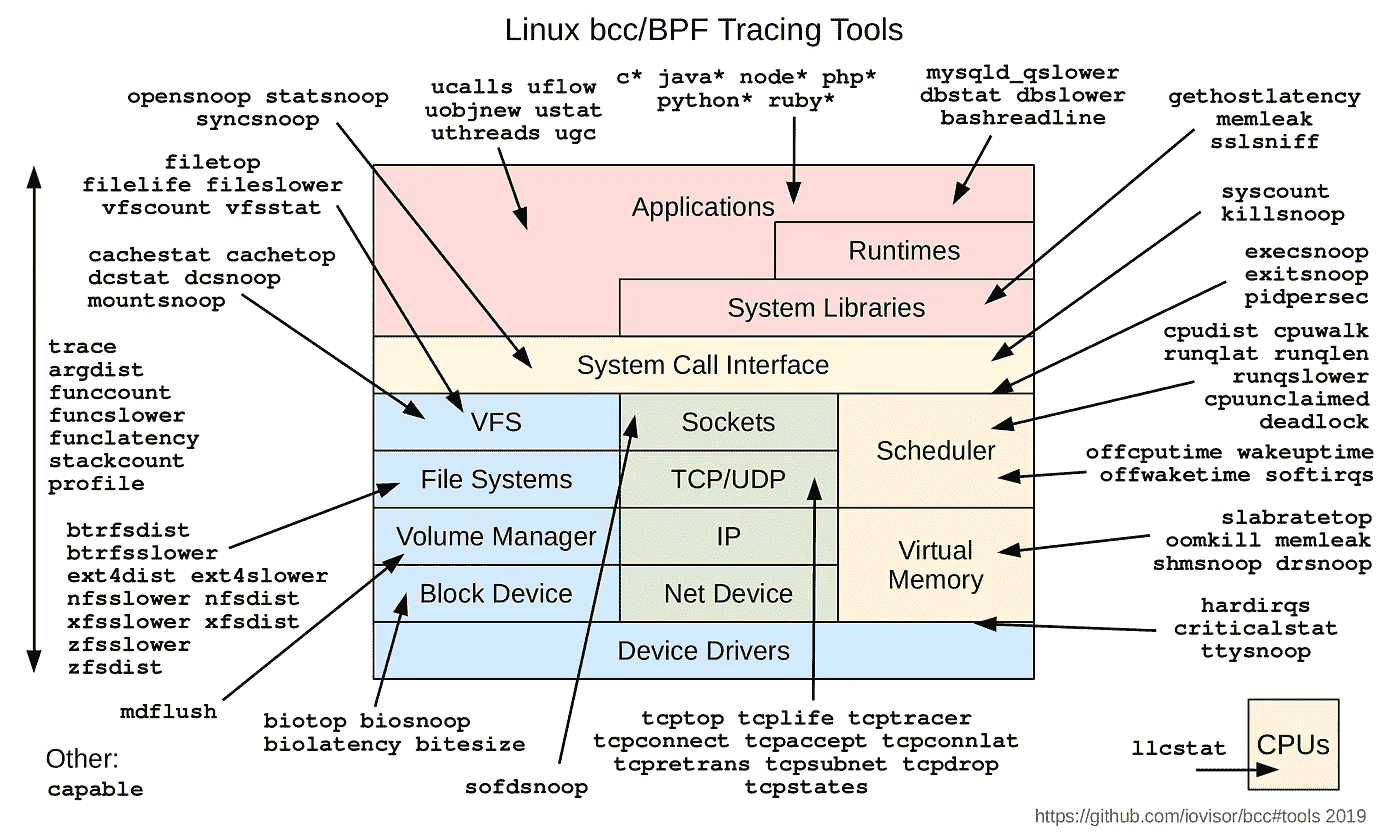 Linux bcc/BPF Tracing Tools
opensnoop statsnoop
syncsnoop
ucalls uflow
uobjnew ustat
uthreads ugc
c* java* node* php*
python* ruby*
mysqld_qslower
dbstat dbslower
bashreadline
gethostlatency
memleak
sslsniff
filetop
filelife fileslower
vfscount vfsstat
syscount
killsnoop
cachestat cachetop
dcstat dcsnoop
mountsnoop
execsnoop
exitsnoop
pidpersec
trace
argdist
funccount
funcslower
funclatency
stackcount
profile
cpudist cpuwalk
runqlat runqlen
runqslower
cpuunclaimed
deadlock
offcputime wakeuptime
offwaketime softirqs
btrfsdist
btrfsslower
ext4dist ext4slower
nfsslower nfsdist
xfsslower xfsdist
zfsslower
zfsdist
slabratetop
oomkill memleak
shmsnoop drsnoop
hardirqs
criticalstat
ttysnoop
Applications
Runtimes
System Libraries
System Call Interface
VFS
Sockets
Scheduler
File Systems
TCP/UDP
Volume Manager
IP
Virtual
Memory
Block Device
Net Device
Device Drivers
mdflush
biotop biosnoop
biolatency bitesize
sofdsnoop
tcptop tcplife tcptracer
tcpconnect tcpaccept tcpconnlat
tcpretrans tcpsubnet tcpdrop
tcpstates
Other:
capable
llcstat
CPUs
https://github.com/iovisor/bcc#tools 2019